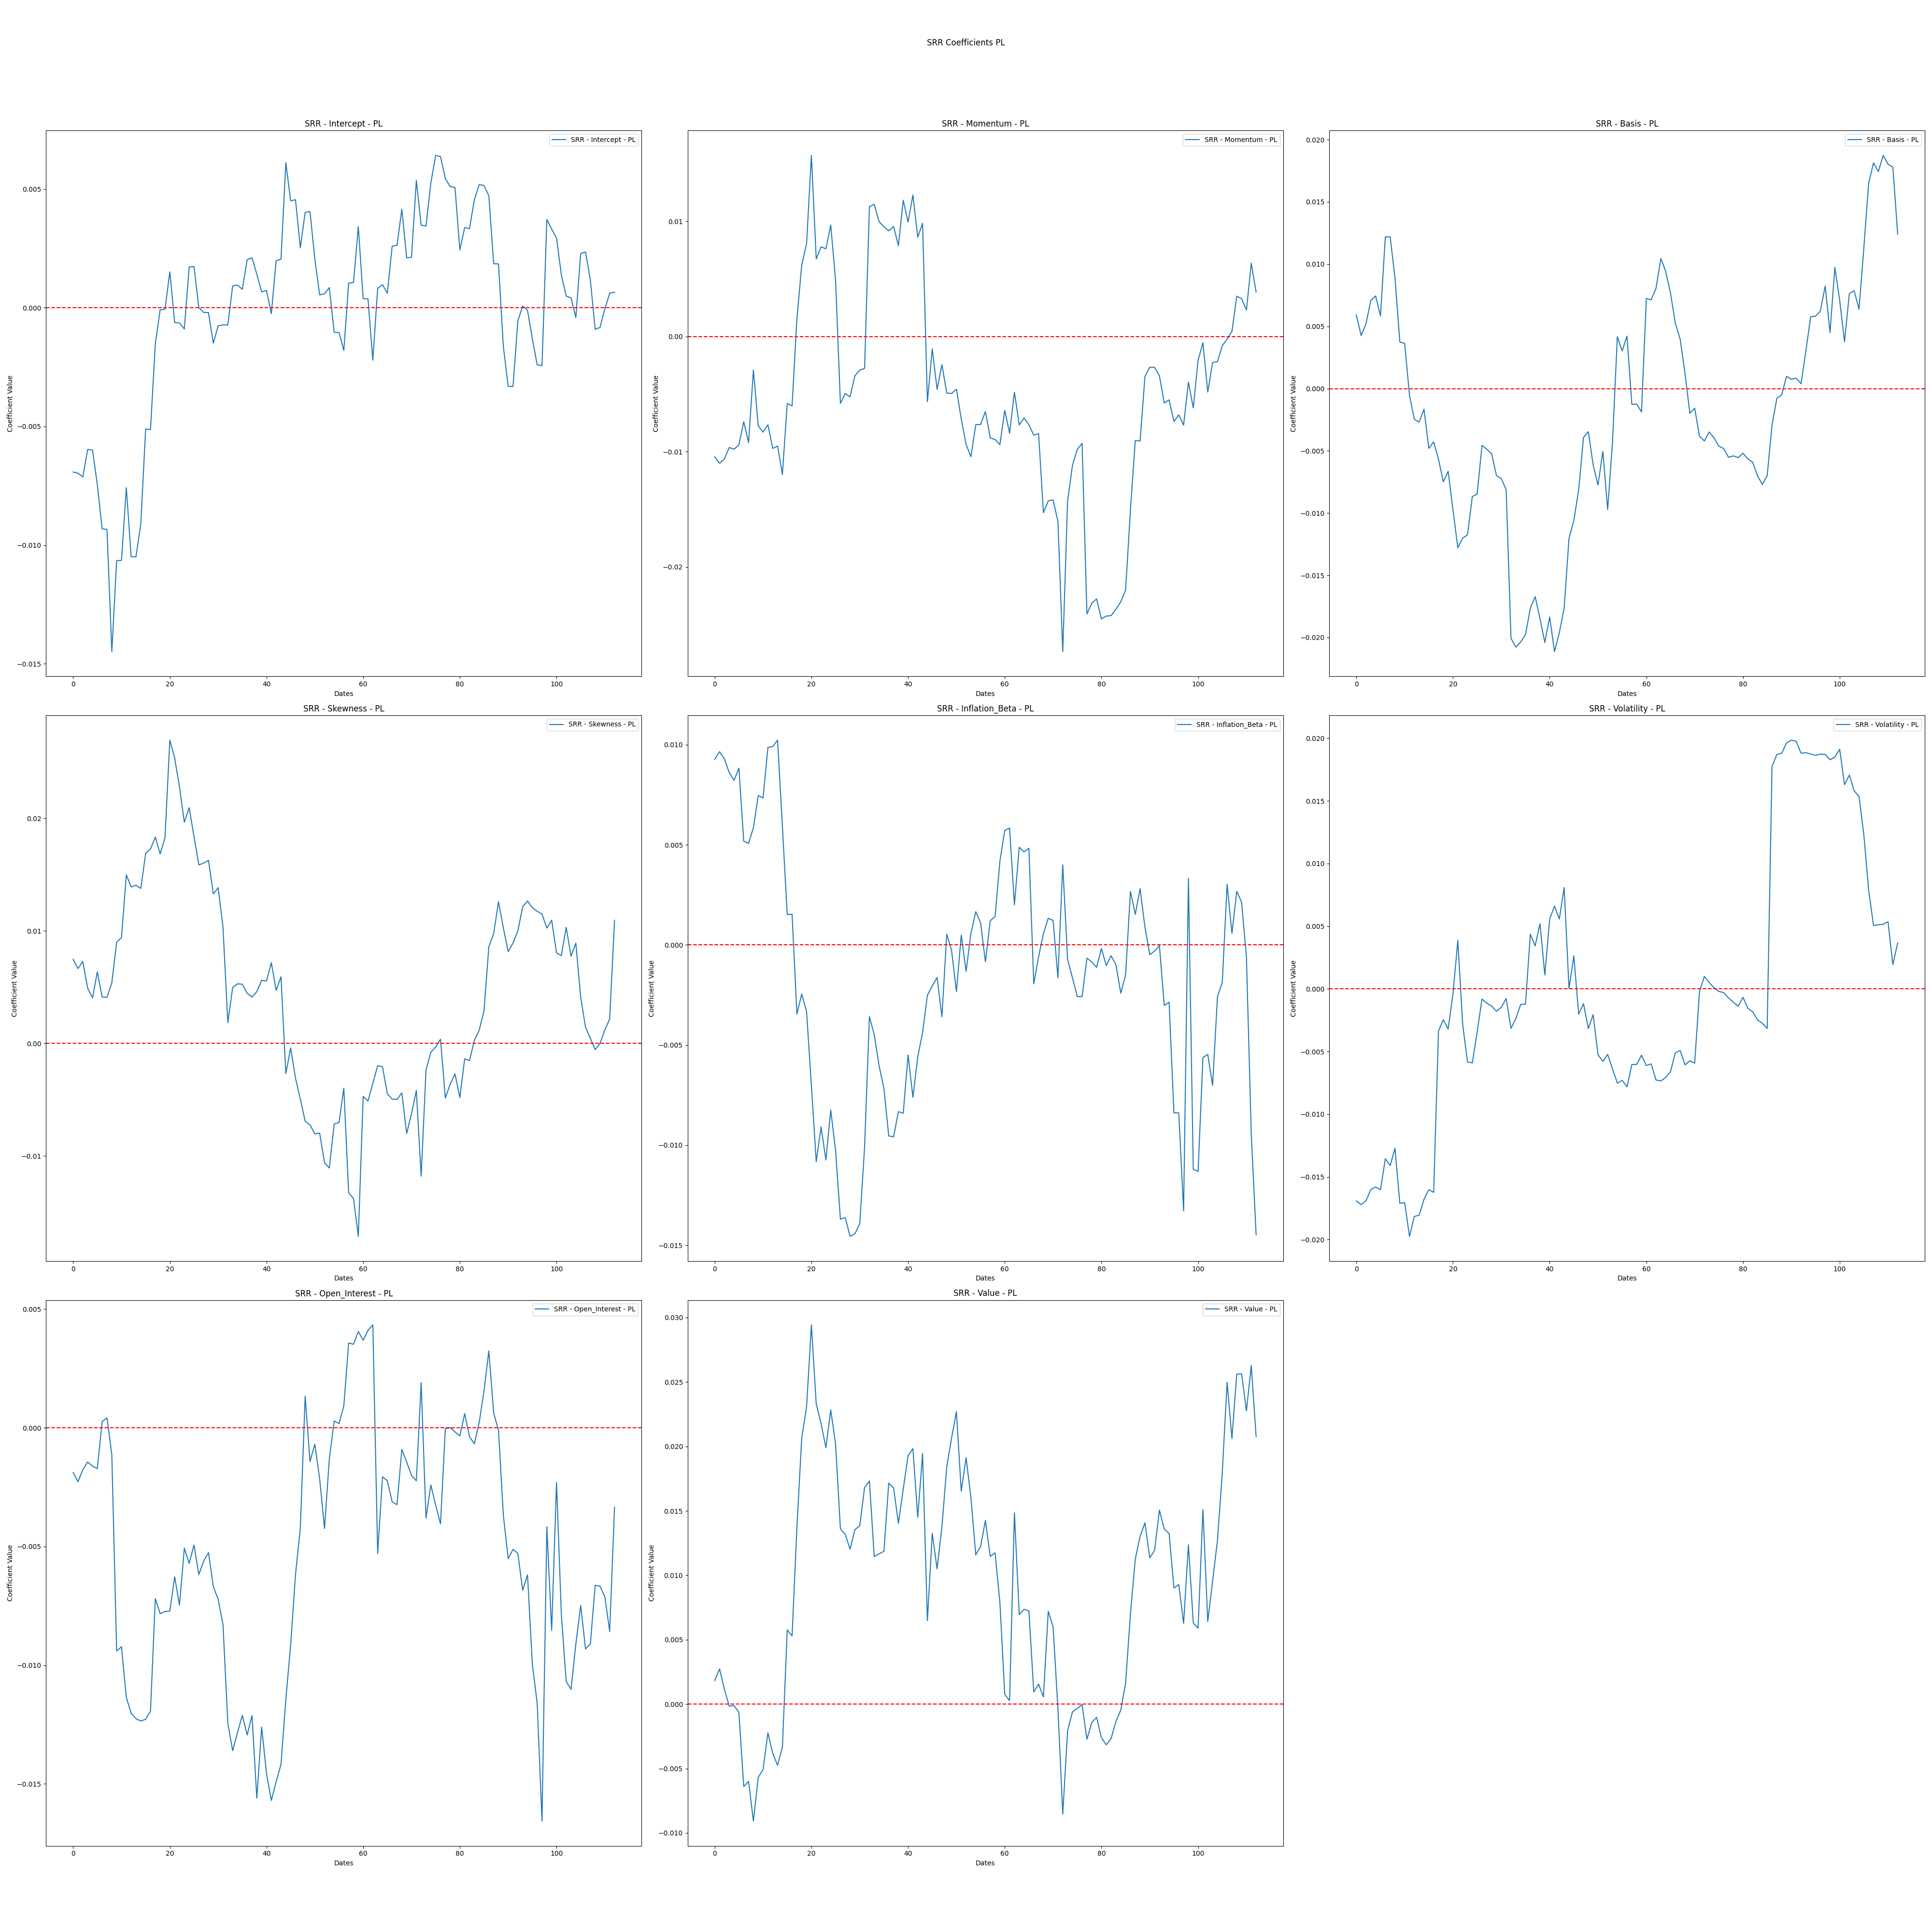 SRR Coefficients PL
SRR - Intercept - PL
SRR - Intercept - PL
Coefficient Value
0.005
0.000
−0.005
−0.010
−0.015
0 20 40 60 80 100
Dates
SRR - Momentum - PL
SRR - Momentum - PL
Coefficient Value
0.01
0.00
−0.01
−0.02
0 20 40 60 80 100
Dates
SRR - Basis - PL
SRR - Basis - PL
Coefficient Value
0.020
0.015
0.010
0.005
0.000
−0.005
−0.010
−0.015
−0.020
0 20 40 60 80 100
Dates
SRR - Skewness - PL
SRR - Skewness - PL
Coefficient Value
0.02
0.01
0.00
−0.01
0 20 40 60 80 100
Dates
SRR - Inflation_Beta - PL
SRR - Inflation_Beta - PL
Coefficient Value
0.010
0.005
0.000
−0.005
−0.010
−0.015
0 20 40 60 80 100
Dates
SRR - Volatility - PL
SRR - Volatility - PL
Coefficient Value
0.020
0.015
0.010
0.005
0.000
−0.005
−0.010
−0.015
−0.020
0 20 40 60 80 100
Dates
SRR - Open_Interest - PL
SRR - Open_Interest - PL
Coefficient Value
0.005
0.000
−0.005
−0.010
−0.015
0 20 40 60 80 100
Dates
SRR - Value - PL
SRR - Value - PL
Coefficient Value
0.030
0.025
0.020
0.015
0.010
0.005
0.000
−0.005
−0.010
0 20 40 60 80 100
Dates